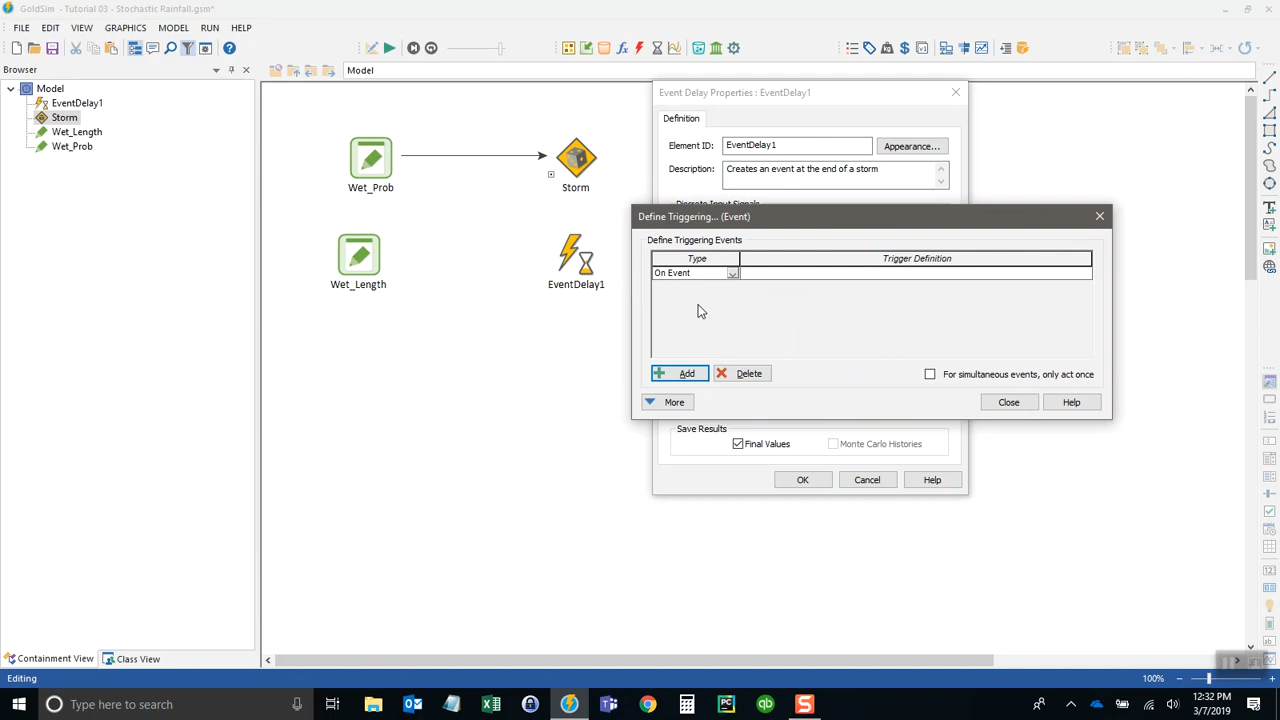 GoldSim - Tutorial 03 - Stochastic Rainfall.gsm*
FILE EDIT VIEW GRAPHICS MODEL RUN HELP
Browser
Model
Model
EventDelay1
Storm
Wet_Length
Wet_Prob
Wet_Prob
Storm
Wet_Length
EventDelay1
Event Delay Properties : EventDelay1
Definition
Element ID: EventDelay1 Appearance...
Description: Creates an event at the end of a storm
Discrete Input Signals
Define Triggering... (Event)
Define Triggering Events
Type Trigger Definition
On Event
Add Delete For simultaneous events, only act once
More Close Help
Save Results
Final Values Monte Carlo Histories
OK Cancel Help
Containment View Class View
Editing 100%
Type here to search
12:32 PM
3/7/2019